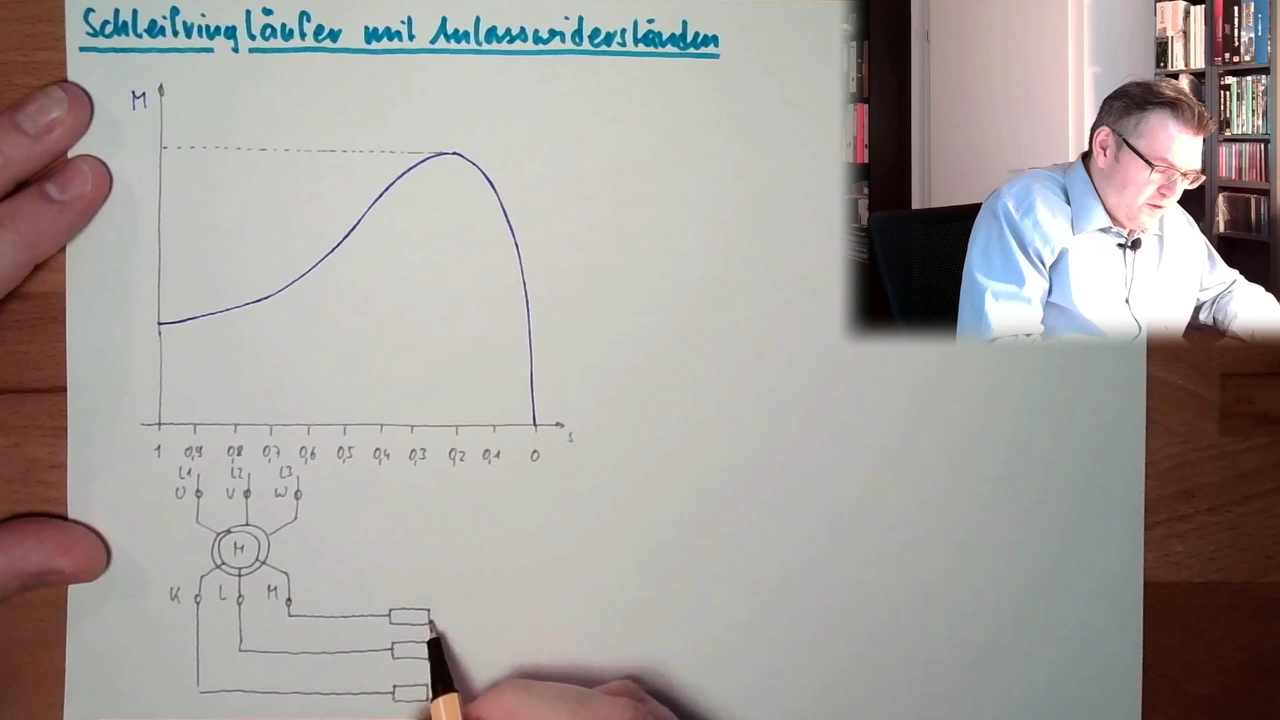 Schleifringläufer mit Anlasswiderständen
M
1 0,9 0,8 0,7 0,6 0,5 0,4 0,3 0,2 0,1 0 s
L1 L2 L3
U V W
M
K L M